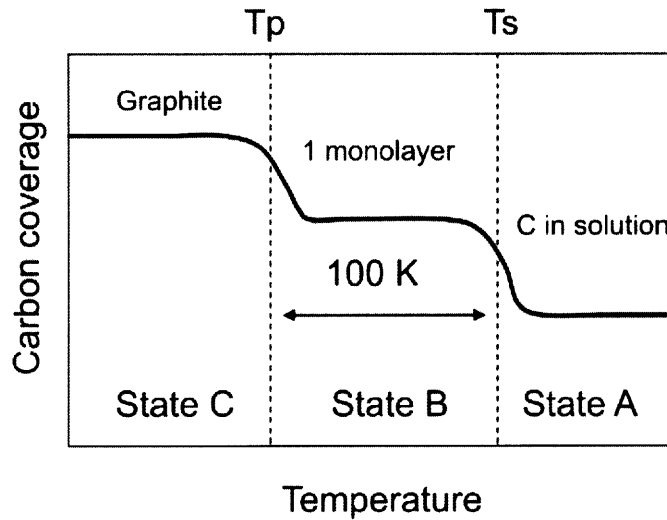 Tp
Ts
Graphite
1 monolayer
C in solution
100 K
State C
State B
State A
Carbon coverage
Temperature